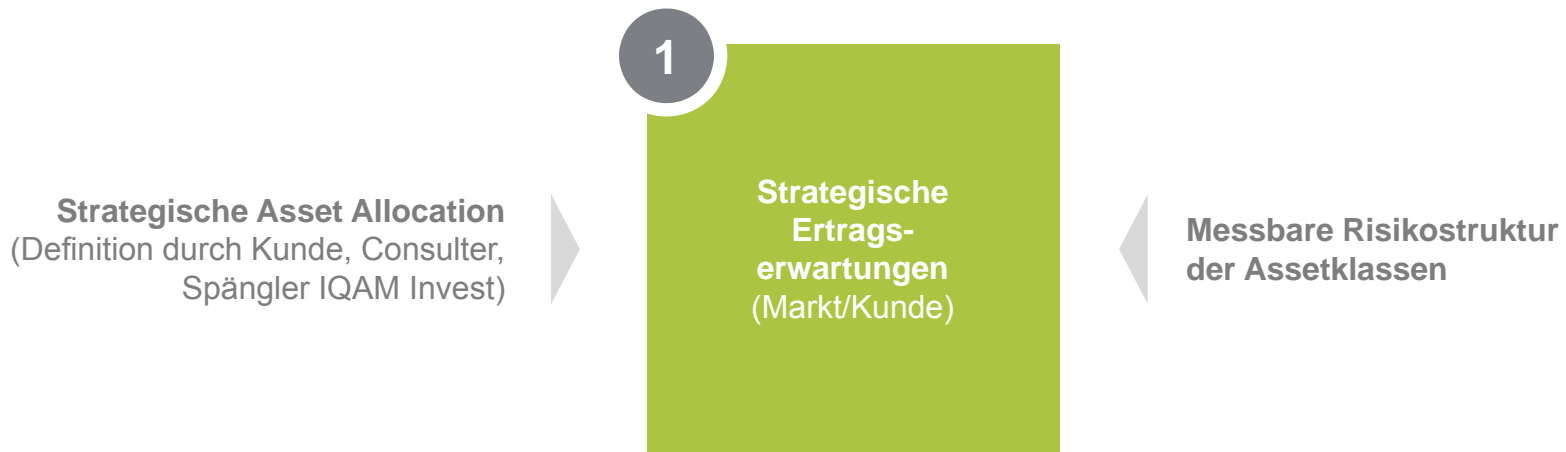 1
Strategische Asset Allocation
(Definition durch Kunde, Consulter,
Spängler IQAM Invest)
Strategische
Ertrags-
erwartungen
(Markt/Kunde)
Messbare Risikostruktur
der Assetklassen